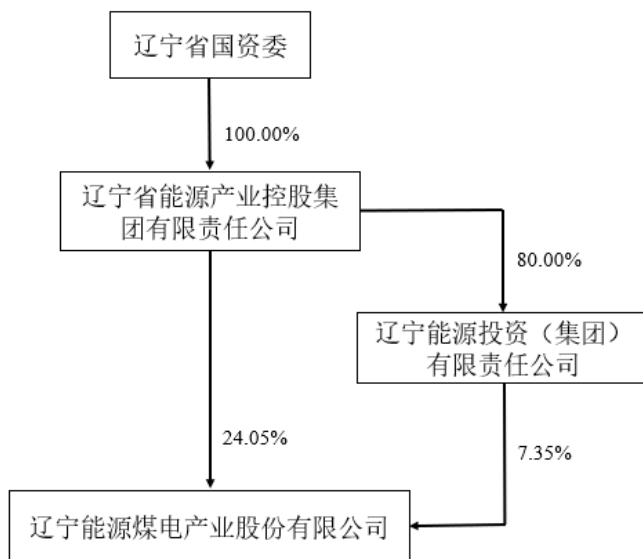 辽宁省国资委
100.00%
辽宁省能源产业控股集
团有限责任公司
80.00%
辽宁能源投资（集团）
有限责任公司
24.05%
7.35%
辽宁能源煤电产业股份有限公司